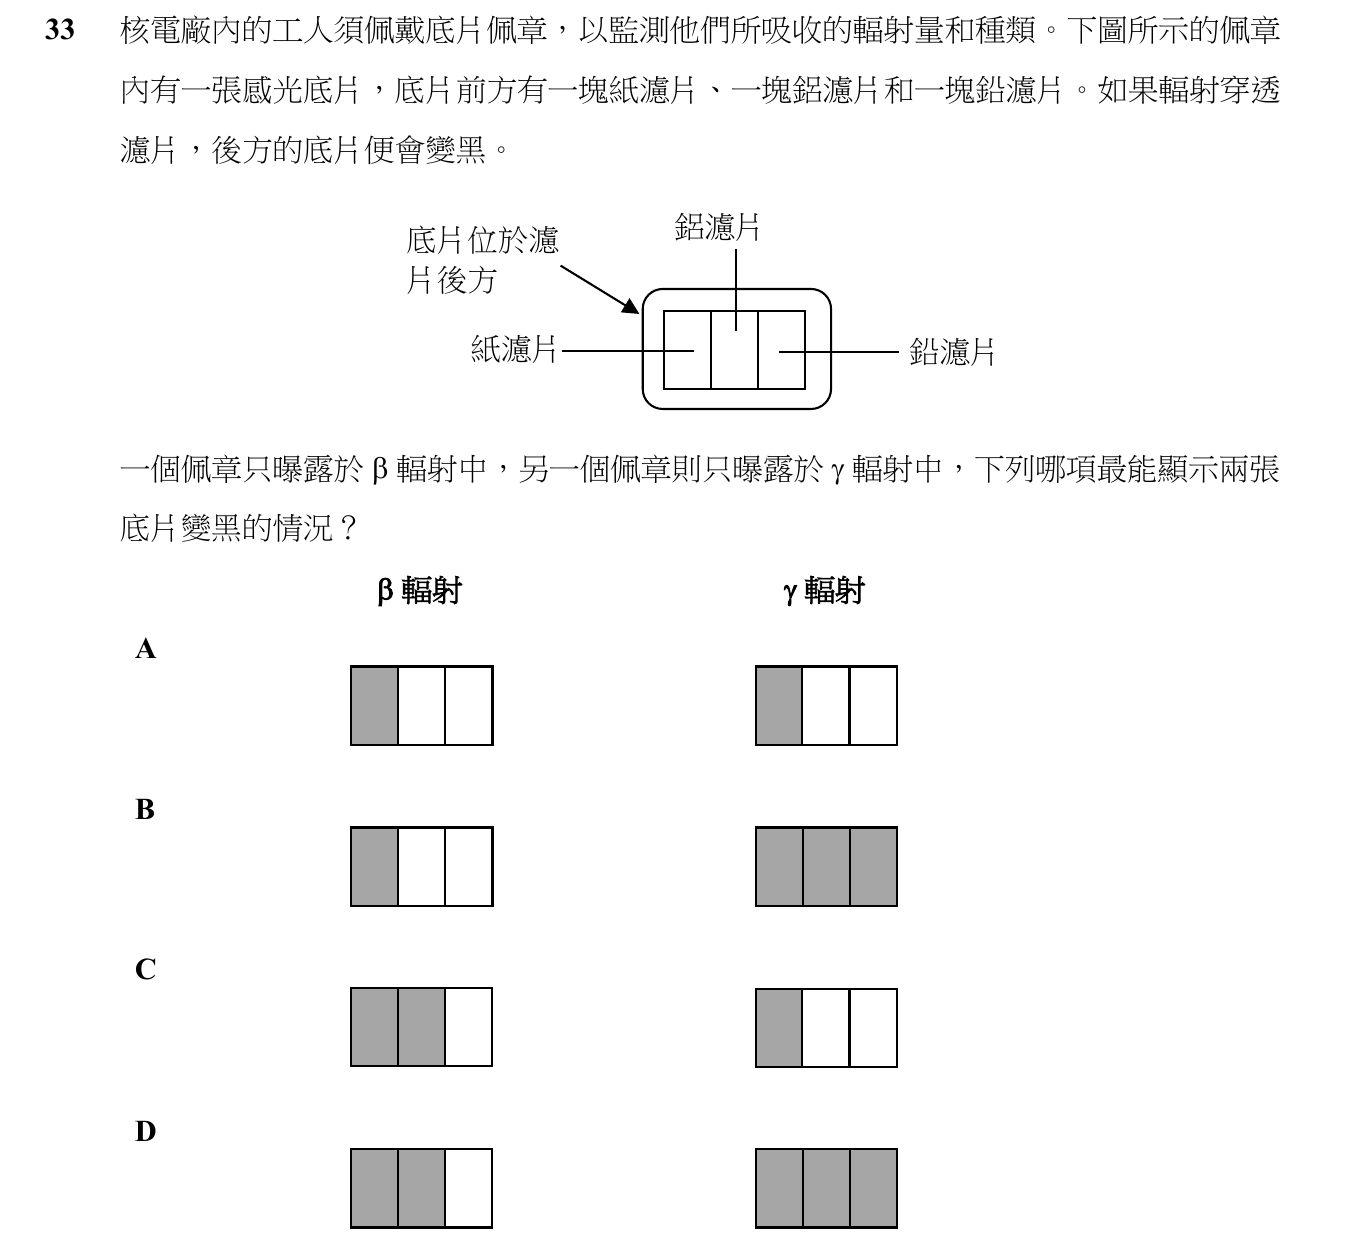 33 核電廠內的工人須佩戴底片佩章，以監測他們所吸收的輻射量和種類。下圖所示的佩章
內有一張感光底片，底片前方有一塊紙濾片、一塊鋁濾片和一塊鉛濾片。如果輻射穿透
濾片，後方的底片便會變黑。
鋁濾片
底片位於濾
片後方
紙濾片
鉛濾片
一個佩章只曝露於 β 輻射中，另一個佩章則只曝露於 γ 輻射中，下列哪項最能顯示兩張
底片變黑的情況？
β 輻射 γ 輻射
A
B
C
D